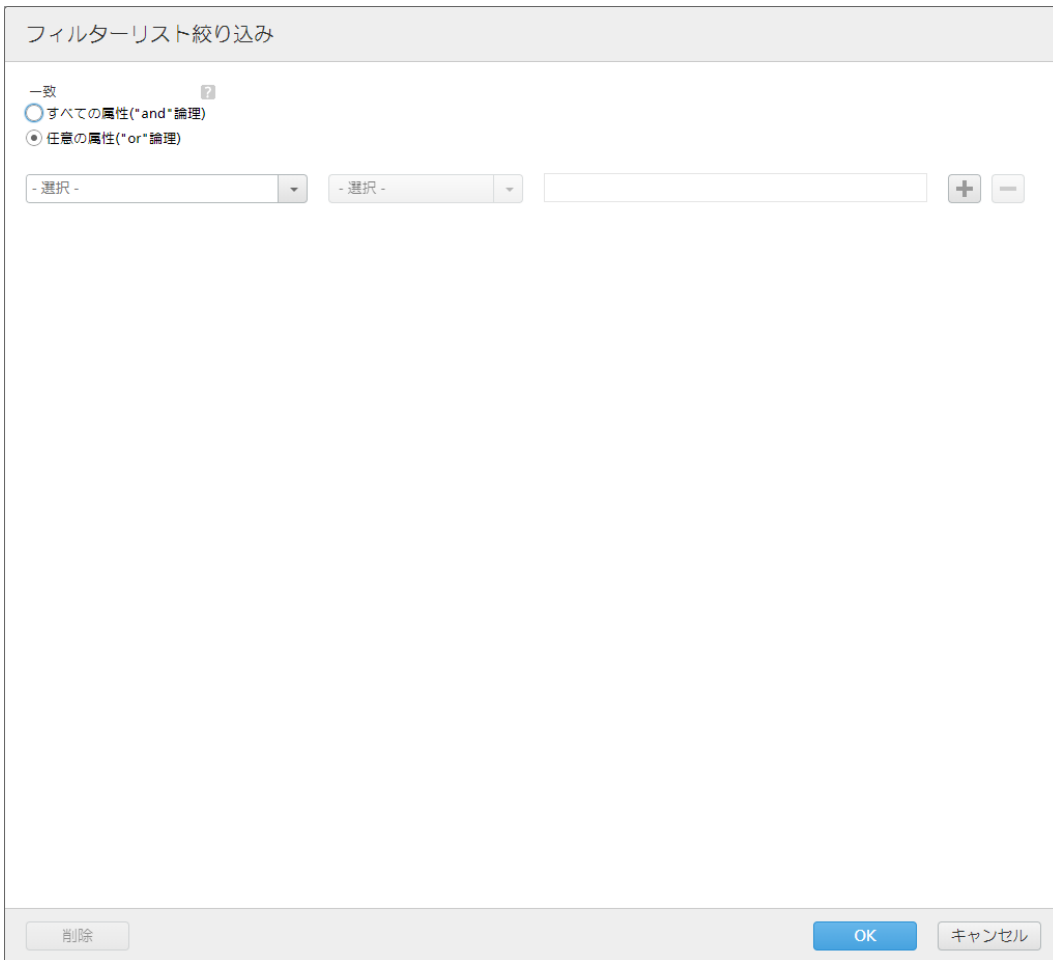 フィルターリスト絞り込み
一致 ?
すべての属性("and"論理)
任意の属性("or"論理)
- 選択 - - 選択 -
削除 OK キャンセル